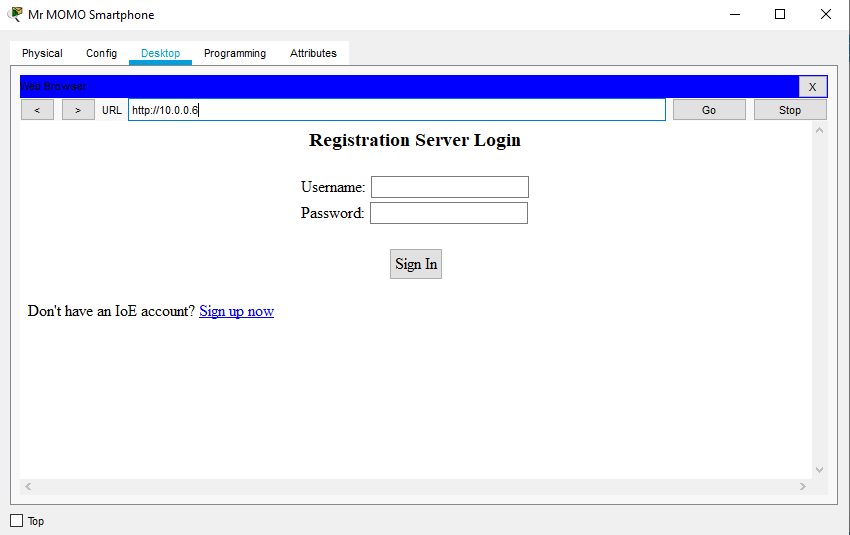 Mr MOMO Smartphone
Physical Config Desktop Programming Attributes
Web Browser X
< > URL http://10.0.0.6 Go Stop
Registration Server Login
Username:
Password:
Sign In
Don't have an IoE account? Sign up now
Top